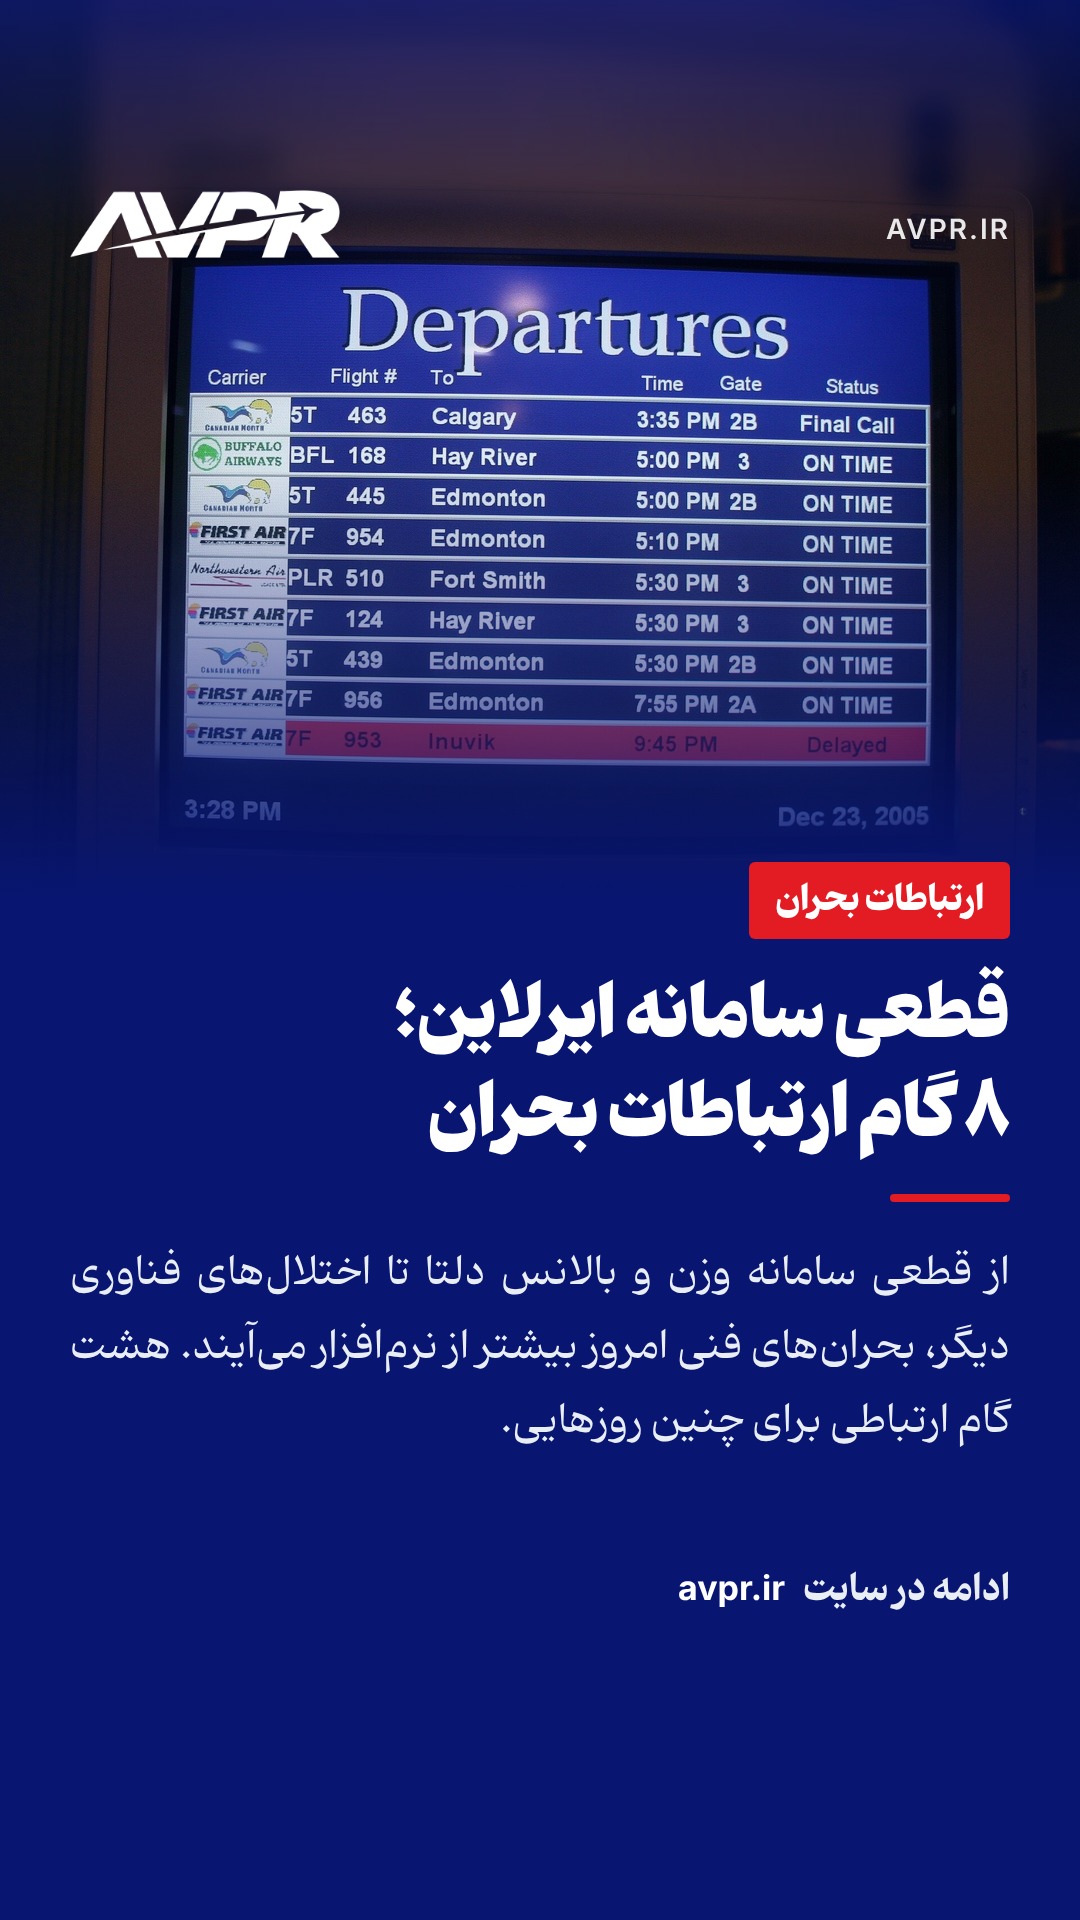 AVPR
AVPR.IR
Departures
Carrier Flight # To Time Gate Status
CANADIAN NORTH 5T 463 Calgary 3:35 PM 2B Final Call
BUFFALO AIRWAYS BFL 168 Hay River 5:00 PM 3 ON TIME
CANADIAN NORTH 5T 445 Edmonton 5:00 PM 2B ON TIME
FIRST AIR 7F 954 Edmonton 5:10 PM ON TIME
Northwestern Air PLR 510 Fort Smith 5:30 PM 3 ON TIME
FIRST AIR 7F 124 Hay River 5:30 PM 3 ON TIME
CANADIAN NORTH 5T 439 Edmonton 5:30 PM 2B ON TIME
FIRST AIR 7F 956 Edmonton 7:55 PM 2A ON TIME
FIRST AIR 7F 953 Inuvik 9:45 PM Delayed
3:28 PM Dec 23, 2005
ارتباطات بحران
قطعی سامانه ایرلاین؛
۸ گام ارتباطات بحران
از قطعی سامانه وزن و بالانس دلتا تا اختلال‌های فناوری
دیگر، بحران‌های فنی امروز بیشتر از نرم‌افزار می‌آیند. هشت
گام ارتباطی برای چنین روزهایی.
ادامه در سایت avpr.ir